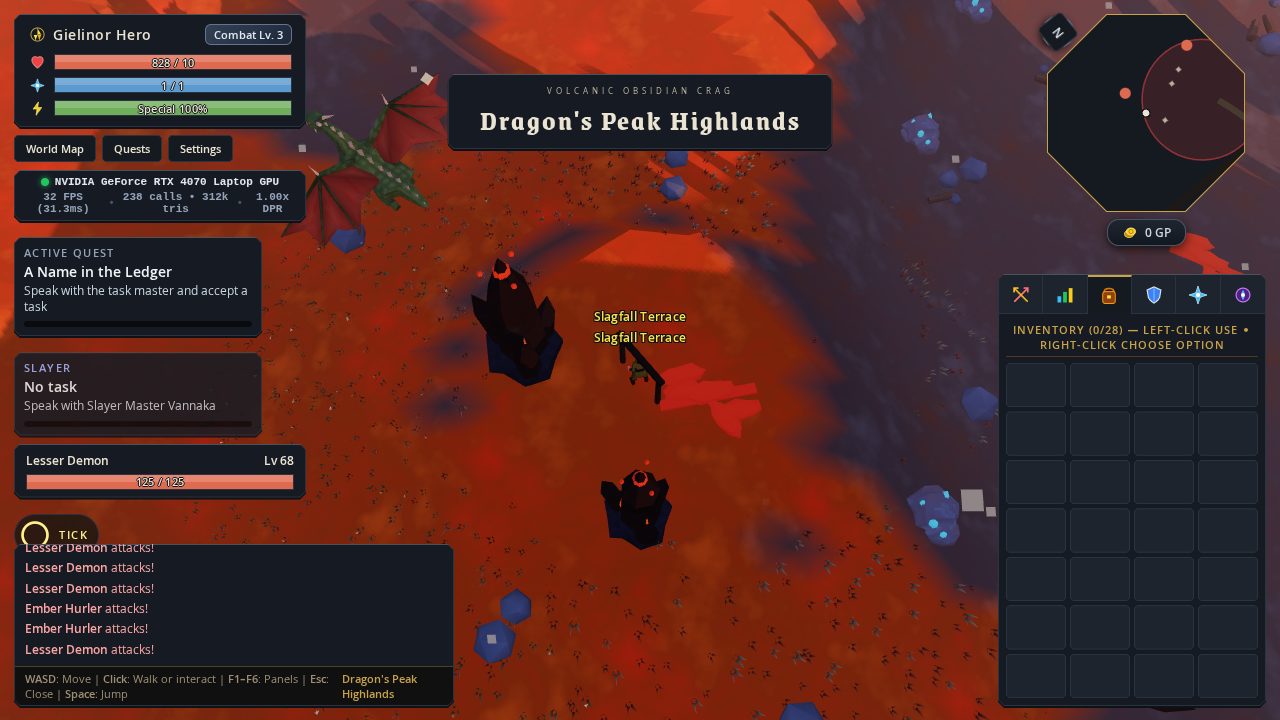 Gielinor Hero
Combat Lv. 3
828 / 10
1 / 1
Special 100%
World Map
Quests
Settings
NVIDIA GeForce RTX 4070 Laptop GPU
32 FPS • 238 calls • 312k • 1.00x
(31.3ms) tris DPR
ACTIVE QUEST
A Name in the Ledger
Speak with the task master and accept a
task
SLAYER
No task
Speak with Slayer Master Vannaka
Lesser Demon
Lv 68
125 / 125
TICK
Lesser Demon attacks!
Lesser Demon attacks!
Lesser Demon attacks!
Ember Hurler attacks!
Ember Hurler attacks!
Lesser Demon attacks!
WASD: Move | Click: Walk or interact | F1–F6: Panels | Esc:
Close | Space: Jump
Dragon's Peak
Highlands
VOLCANIC OBSIDIAN CRAG
Dragon's Peak Highlands
Slagfall Terrace
Slagfall Terrace
N
0 GP
INVENTORY (0/28) — LEFT-CLICK USE •
RIGHT-CLICK CHOOSE OPTION